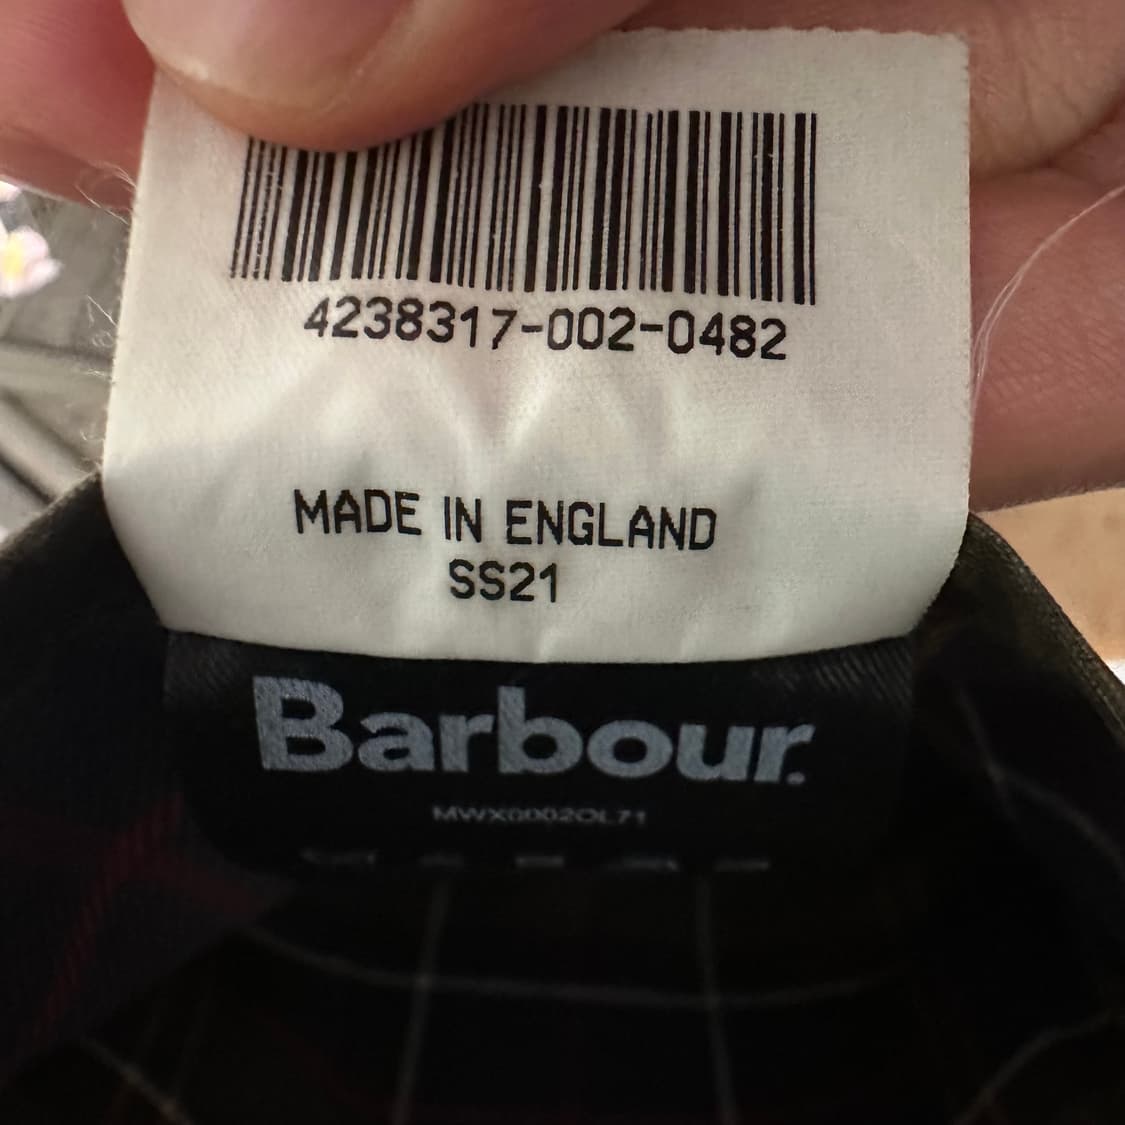 4238317-002-0482
MADE IN ENGLAND
SS21
Barbour.
MWX0002OL71